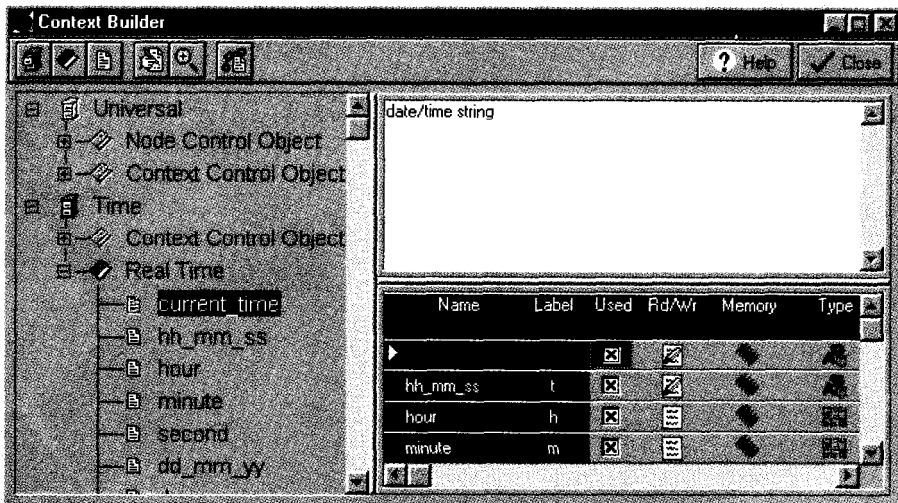 Context Builder
? Help
Close
Universal
Node Control Object
Context Control Object
Time
Context Control Object
Real Time
current_time
hh_mm_ss
hour
minute
second
dd_mm_yy
date/time string
Name Label Used Rd/Wr Memory Type
hh_mm_ss t
hour h
minute m